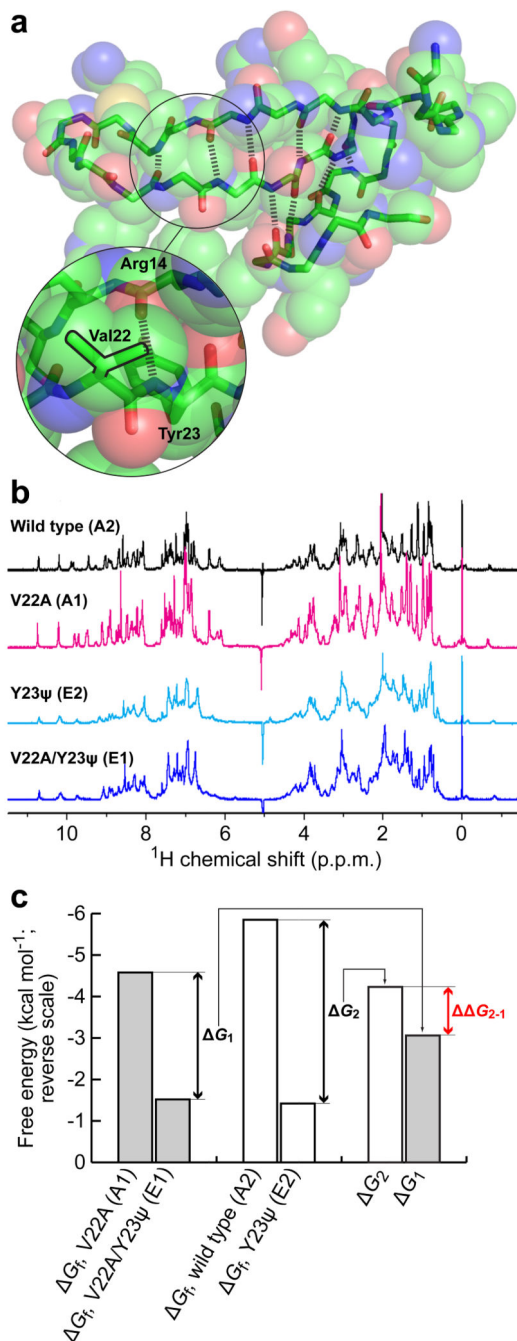 a
Arg14
Val22
Tyr23
b
Wild type (A2)
V22A (A1)
Y23ψ (E2)
V22A/Y23ψ (E1)
10 8 6 4 2 0
¹H chemical shift (p.p.m.)
c
Free energy (kcal mol⁻¹;
reverse scale)
-6
-5
-4
-3
-2
-1
0
ΔG₁
ΔG₂
ΔΔG₂₋₁
ΔGf, V22A (A1)
ΔGf, V22A/Y23ψ (E1)
ΔGf, wild type (A2)
ΔGf, Y23ψ (E2)
ΔG₂
ΔG₁